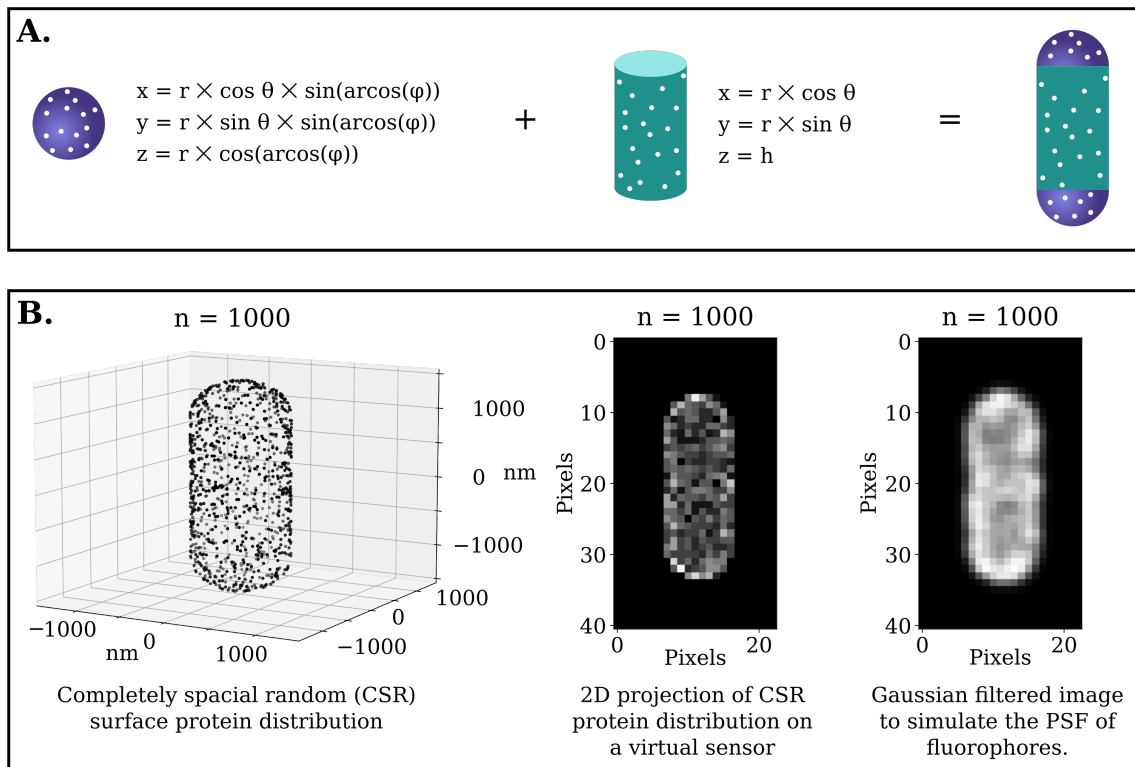 A.
x = r × cos θ × sin(arcos(φ))
y = r × sin θ × sin(arcos(φ))
z = r × cos(arcos(φ))
+
x = r × cos θ
y = r × sin θ
z = h
=
B.
n = 1000
1000
0
nm
−1000
1000
0
−1000
−1000
0
nm
1000
Completely spacial random (CSR)
surface protein distribution
n = 1000
0
10
20
30
40
Pixels
0
20
Pixels
2D projection of CSR
protein distribution on
a virtual sensor
n = 1000
0
10
20
30
40
Pixels
0
20
Pixels
Gaussian filtered image
to simulate the PSF of
fluorophores.